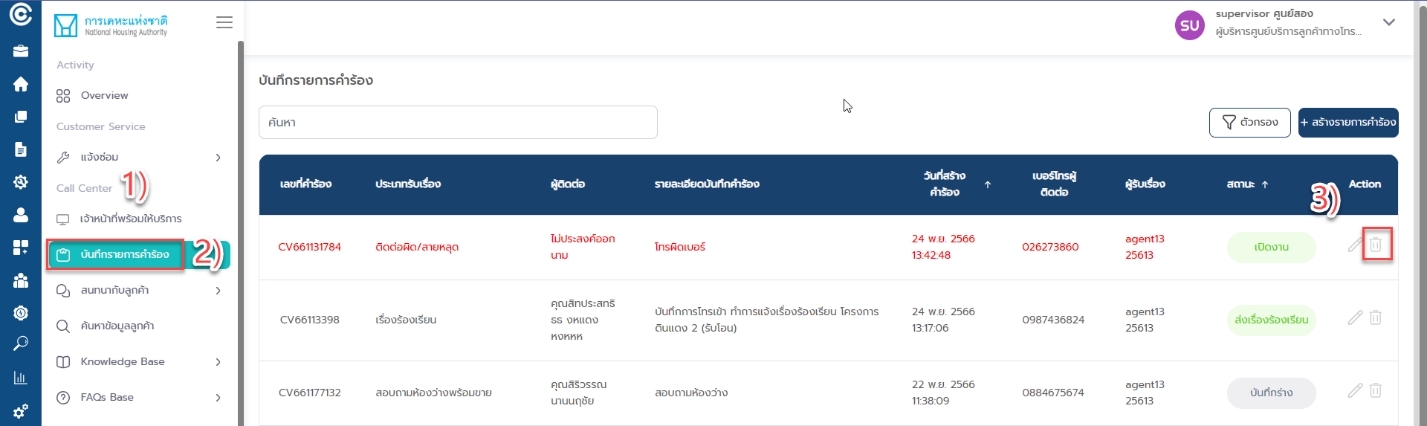 การเคหะแห่งชาติ
National Housing Authority
SU
supervisor ศูนย์สอง
ผู้บริหารศูนย์บริการลูกค้าทางโทร...
Activity
Overview
Customer Service
แจ้งซ่อม
Call Center
1)
เจ้าหน้าที่พร้อมให้บริการ
บันทึกรายการคำร้อง
2)
สนทนากับลูกค้า
ค้นหาข้อมูลลูกค้า
Knowledge Base
FAQs Base
บันทึกรายการคำร้อง
ค้นหา
ตัวกรอง
+ สร้างรายการคำร้อง
เลขที่คำร้อง ประเภทรับเรื่อง ผู้ติดต่อ รายละเอียดบันทึกคำร้อง วันที่สร้าง เบอร์โทรผู้ ผู้รับเรื่อง สถานะ ↑ Action
คำร้อง ↑ ติดต่อ
3)
CV661131784 ติดต่อผิด/สายหลุด ไม่ประสงค์ออก โทรผิดเบอร์ 24 พ.ย. 2566 026273860 agent13 เปิดงาน
นาม 13:42:48 25613
CV66113398 เรื่องร้องเรียน คุณสิทประสทธิ บันทึกการโทรเข้า ทำการแจ้งเรื่องร้องเรียน โครงการ 24 พ.ย. 2566 0987436824 agent13 ส่งเรื่องร้องเรียน
ธธ งหแดง ดินแดง 2 (รับโอน) 13:17:06 25613
หงหหห
CV661177132 สอบถามห้องว่างพร้อมขาย คุณสิริวรรณ สอบถามห้องว่าง 22 พ.ย. 2566 0884675674 agent13 บันทึกร่าง
นานนฤชัย 11:38:09 25613